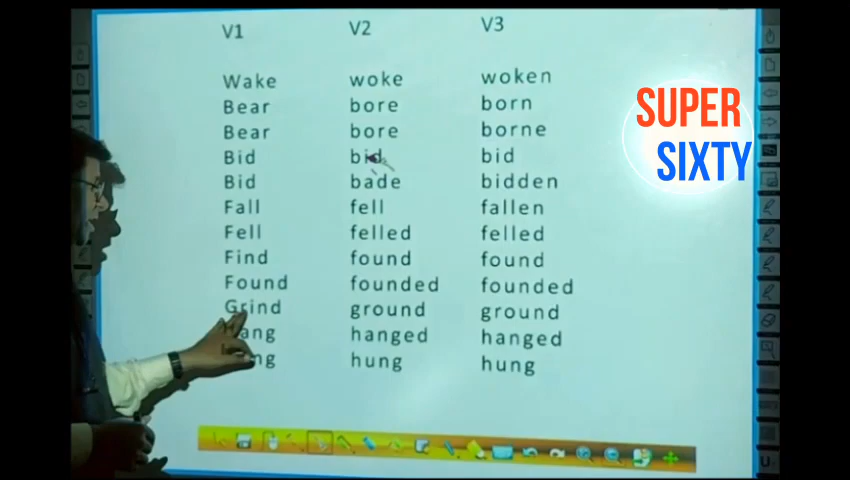 V1 V2 V3
Wake woke woken
Bear bore born
Bear bore borne
Bid bid bid
Bid bade bidden
Fall fell fallen
Fell felled felled
Find found found
Found founded founded
Grind ground ground
ang hanged hanged
ng hung hung
SUPER
SIXTY